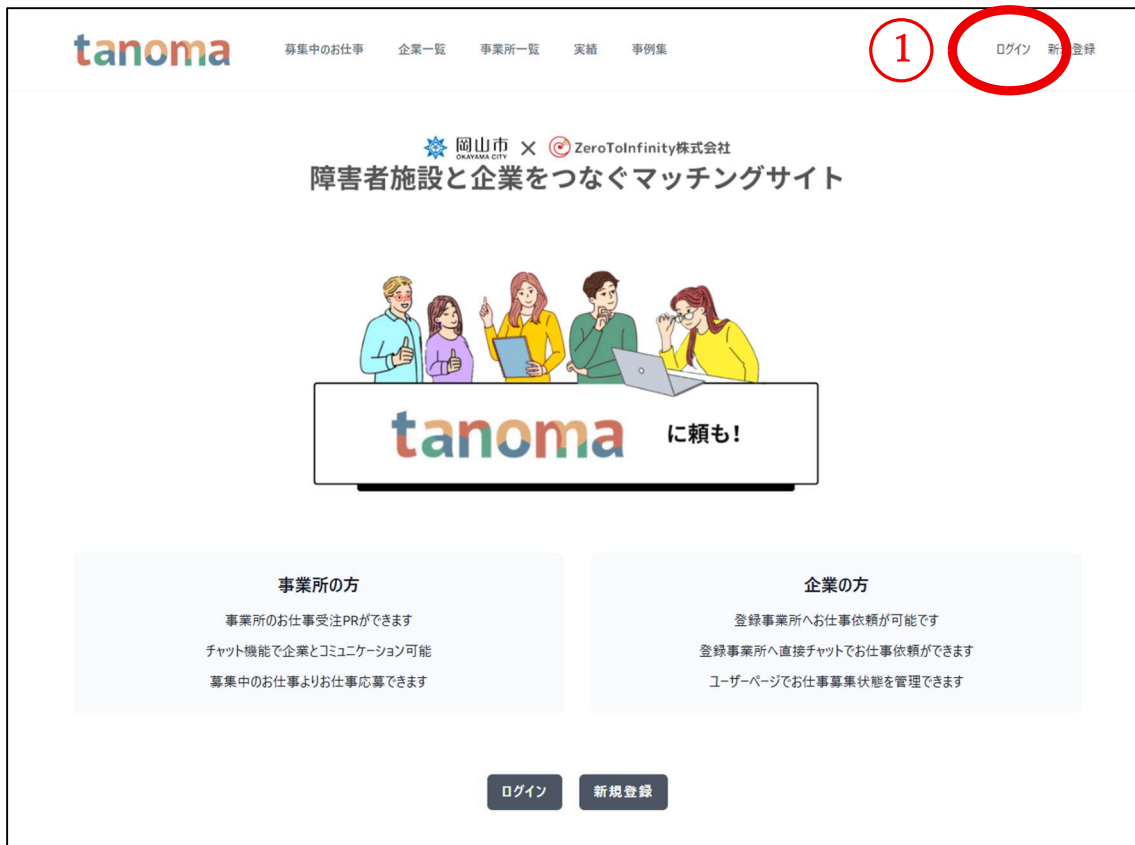 tanoma 募集中のお仕事 企業一覧 事業所一覧 実績 事例集 ① ログイン 新規登録
岡山市 OKAYAMA CITY × ZeroToInfinity株式会社
障害者施設と企業をつなぐマッチングサイト
tanoma に頼も!
事業所の方
事業所のお仕事受注PRができます
チャット機能で企業とコミュニケーション可能
募集中のお仕事よりお仕事応募できます
企業の方
登録事業所へお仕事依頼が可能です
登録事業所へ直接チャットでお仕事依頼ができます
ユーザーページでお仕事募集状態を管理できます
ログイン 新規登録